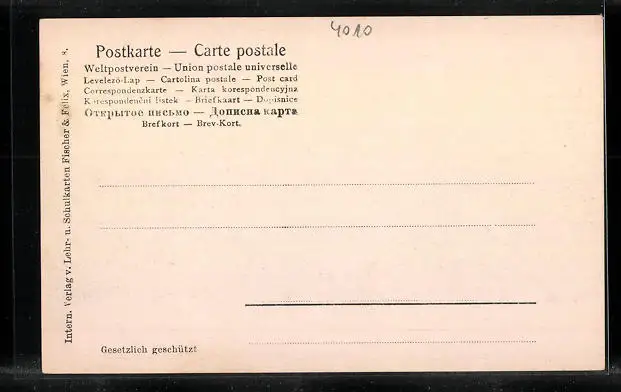 4010
Postkarte — Carte postale
Weltpostverein — Union postale universelle
Levelező-Lap — Cartolina postale — Post card
Correspondenzkarte — Karta korespondencyjna
Korespondenční lístek — Briefkaart — Dopisnice
Открытое письмо — Дописна карта
Brefkort — Brev-Kort.
Intern. Verlag v. Lehr- u. Schulkarten Fischer & Felix, Wien, 8.
Gesetzlich geschützt